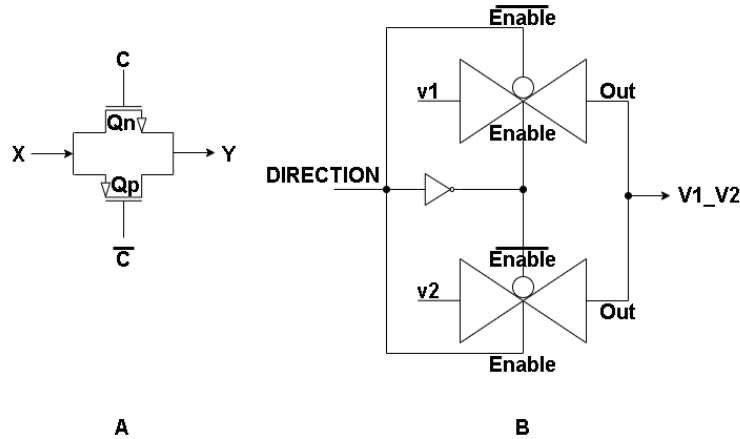 C
Qn
X
Y
Qp
C
A
Enable
v1
Out
Enable
DIRECTION
V1_V2
Enable
v2
Out
Enable
B